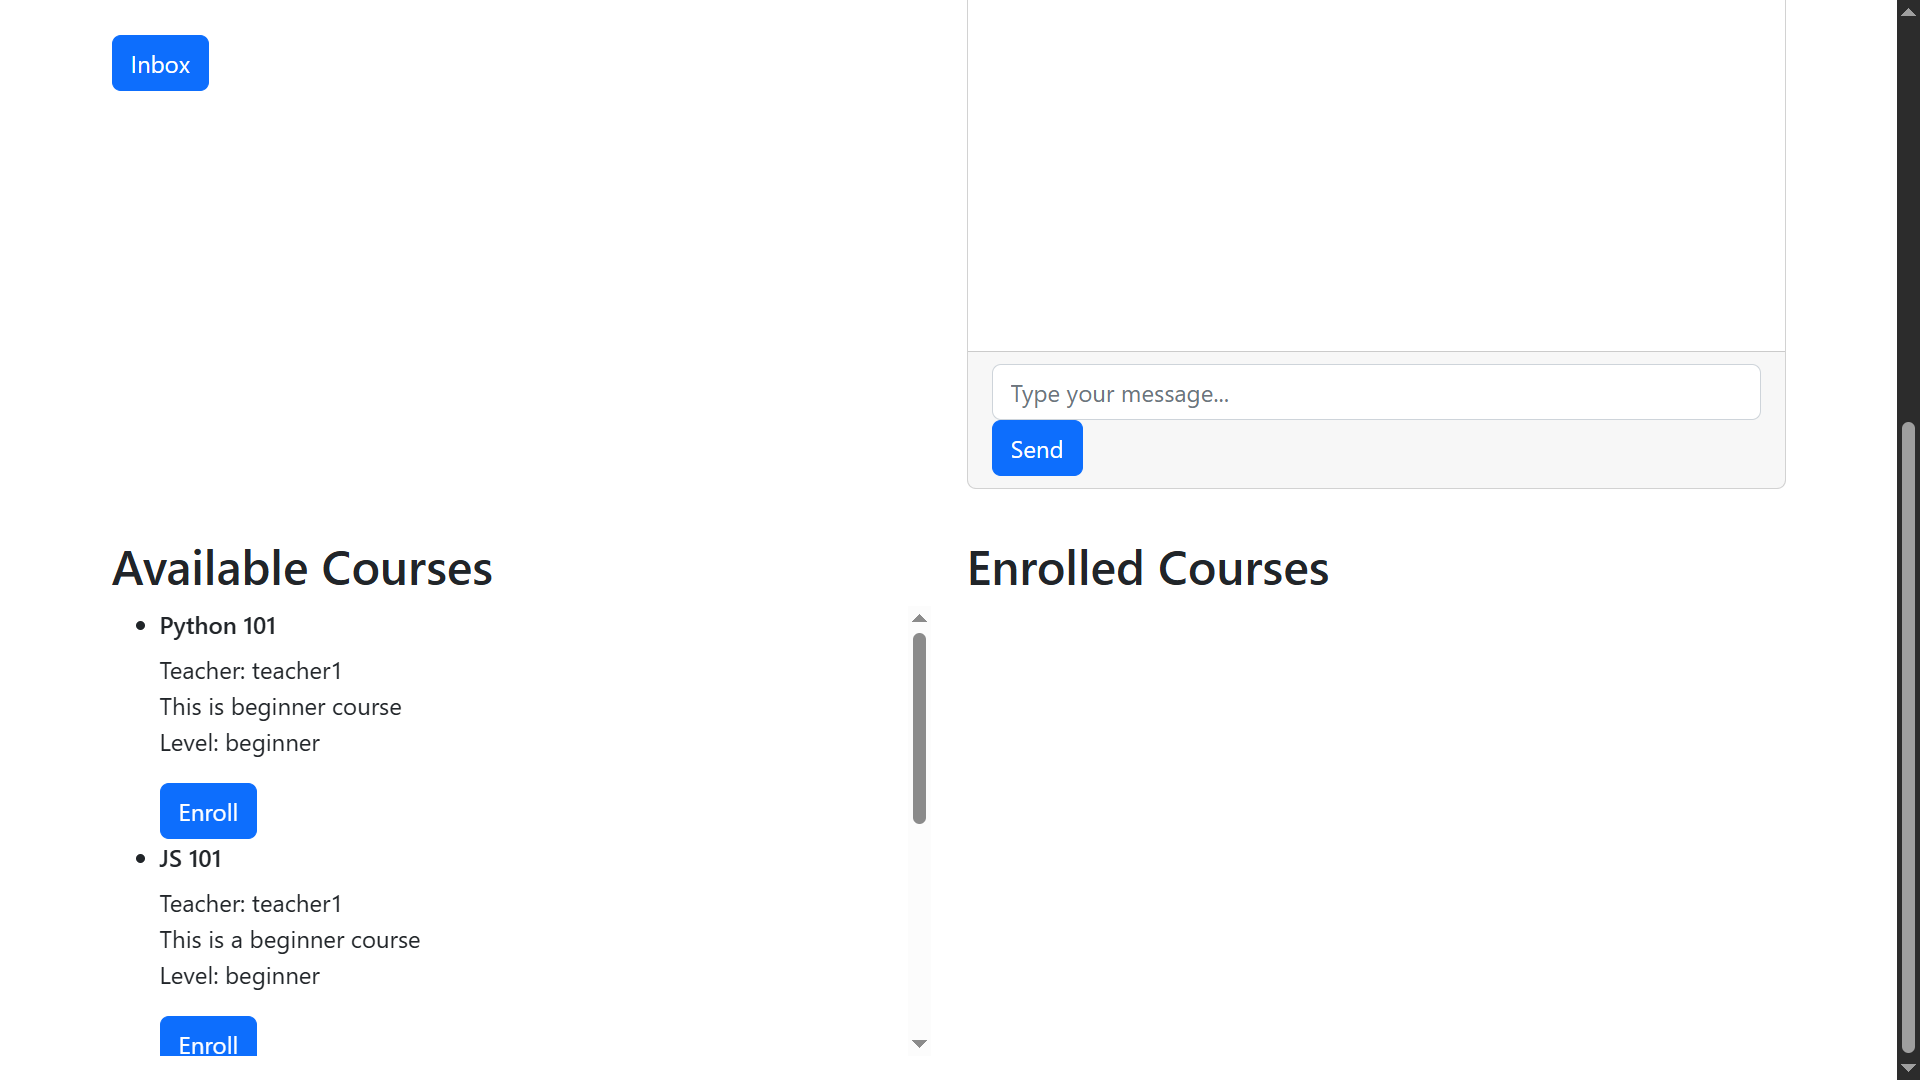 Inbox
Type your message...
Send
Available Courses
Python 101
Teacher: teacher1
This is beginner course
Level: beginner
Enroll
JS 101
Teacher: teacher1
This is a beginner course
Level: beginner
Enroll
Enrolled Courses